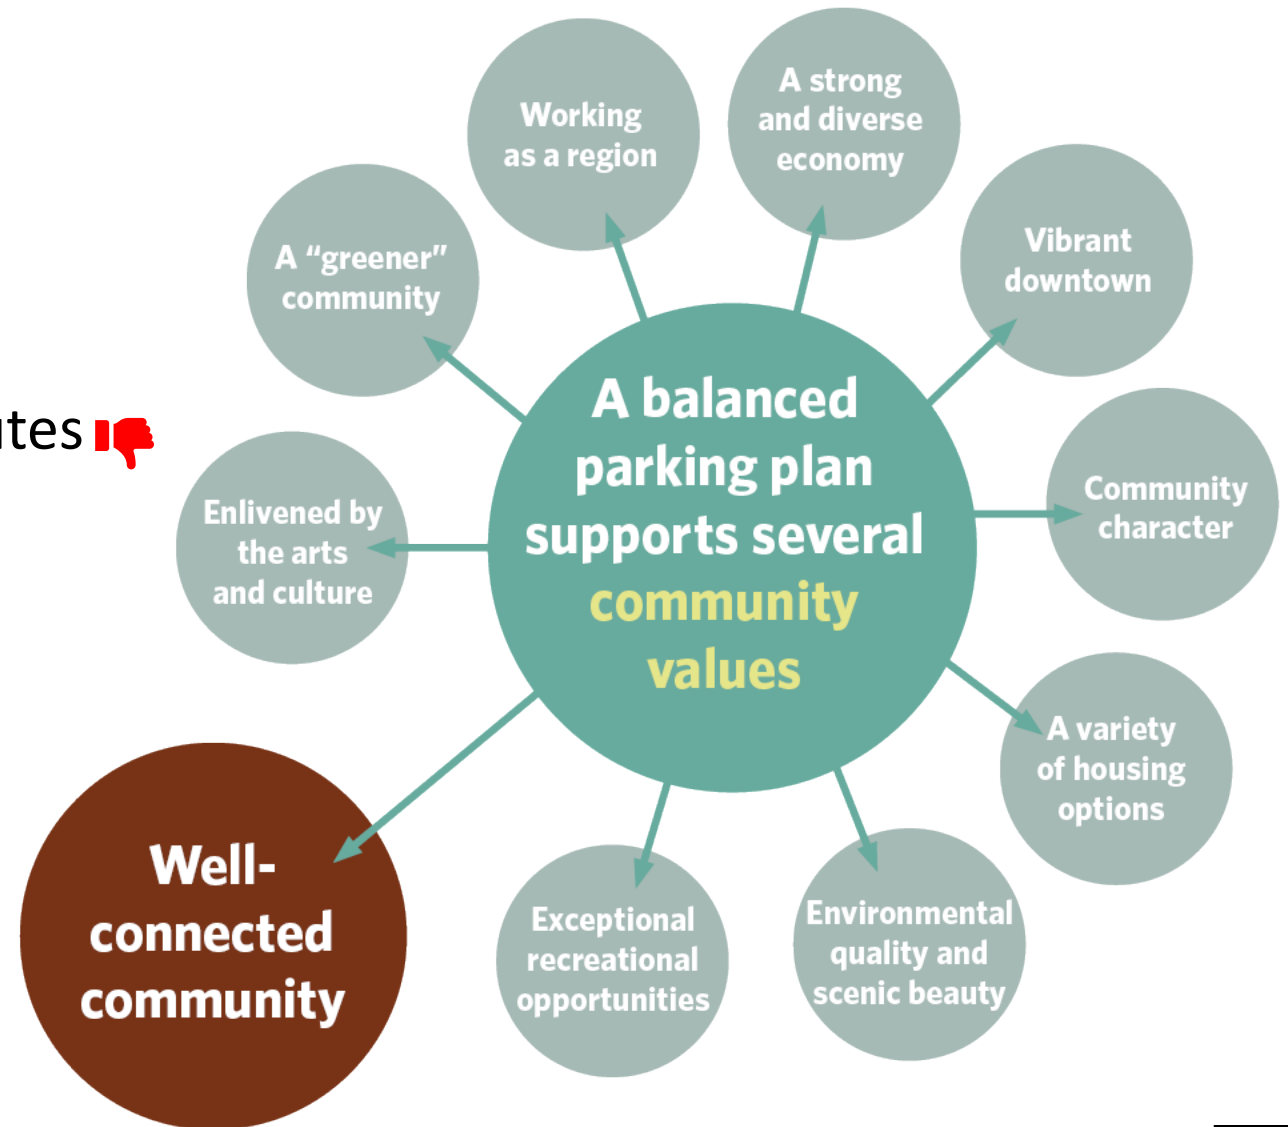 Working
as a region
A strong
and diverse
economy
A “greener”
community
Vibrant
downtown
A balanced
parking plan
supports several
community
values
Community
character
Enlivened by
the arts
and culture
A variety
of housing
options
Well-
connected
community
Exceptional
recreational
opportunities
Environmental
quality and
scenic beauty